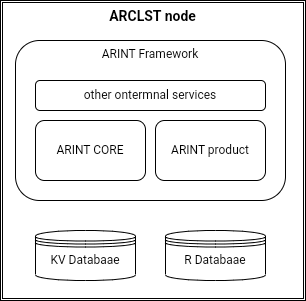 ARCLST node
ARINT Framework
other ontermnal services
ARINT CORE
ARINT product
KV Databaae
R Databaae